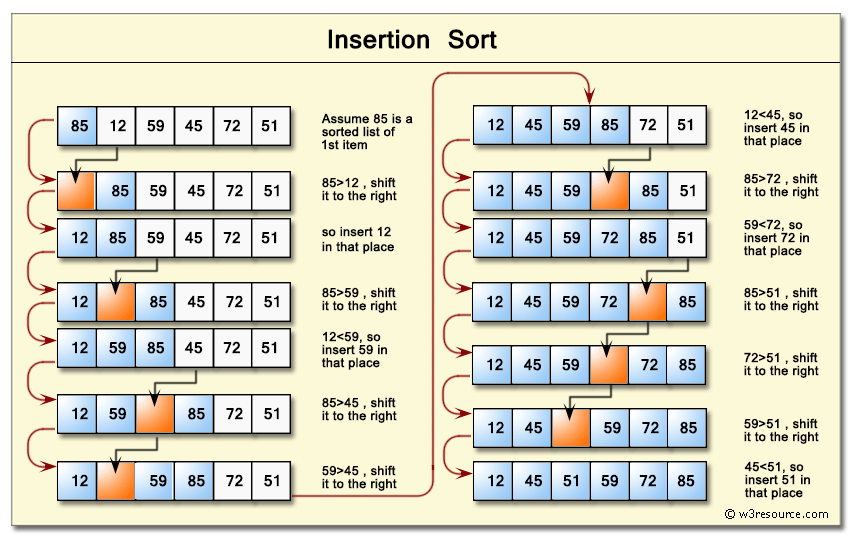 Insertion Sort
85 12 59 45 72 51
Assume 85 is a
sorted list of
1st item
85 59 45 72 51
85>12 , shift
it to the right
12 85 59 45 72 51
so insert 12
in that place
12 85 45 72 51
85>59 , shift
it to the right
12 59 85 45 72 51
12<59, so
insert 59 in
that place
12 59 85 72 51
85>45 , shift
it to the right
12 59 85 72 51
59>45 , shift
it to the right
12 45 59 85 72 51
12<45, so
insert 45 in
that place
12 45 59 85 51
85>72 , shift
it to the right
12 45 59 72 85 51
59<72, so
insert 72 in
that place
12 45 59 72 85
85>51 , shift
it to the right
12 45 59 72 85
72>51 , shift
it to the right
12 45 59 72 85
59>51 , shift
it to the right
12 45 51 59 72 85
45<51, so
insert 51 in
that place
© w3resource.com